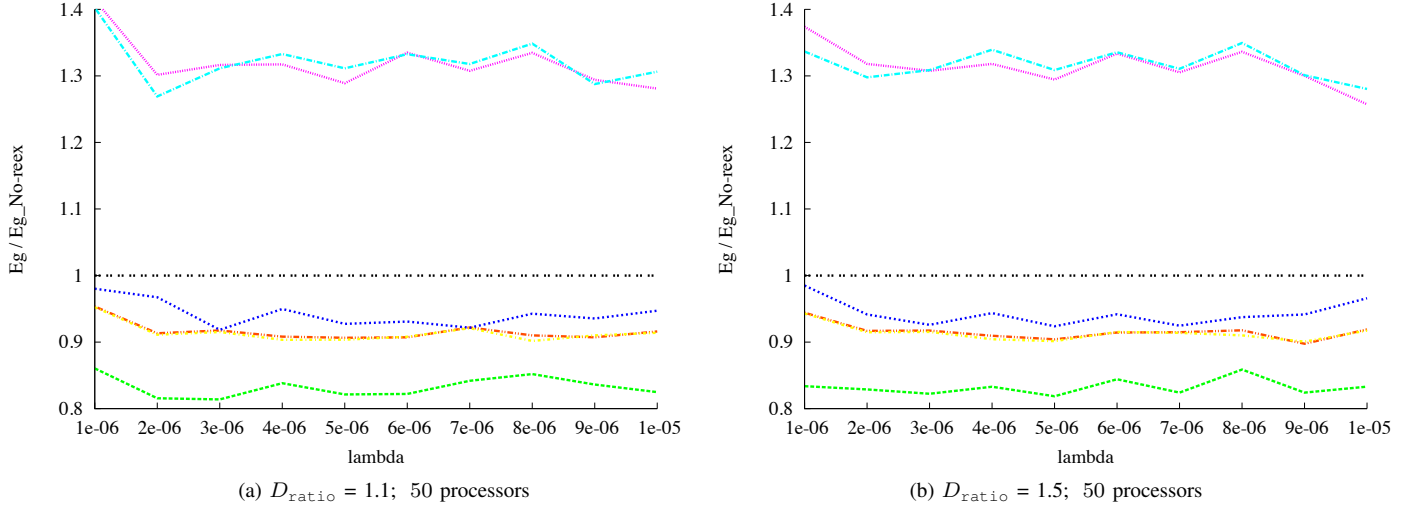 1.4
1.3
1.2
1.1
1
0.9
0.8
Eg / Eg_No-reex
1e-06 2e-06 3e-06 4e-06 5e-06 6e-06 7e-06 8e-06 9e-06 1e-05
lambda
(a) D_ratio = 1.1; 50 processors
1.4
1.3
1.2
1.1
1
0.9
0.8
Eg / Eg_No-reex
1e-06 2e-06 3e-06 4e-06 5e-06 6e-06 7e-06 8e-06 9e-06 1e-05
lambda
(b) D_ratio = 1.5; 50 processors